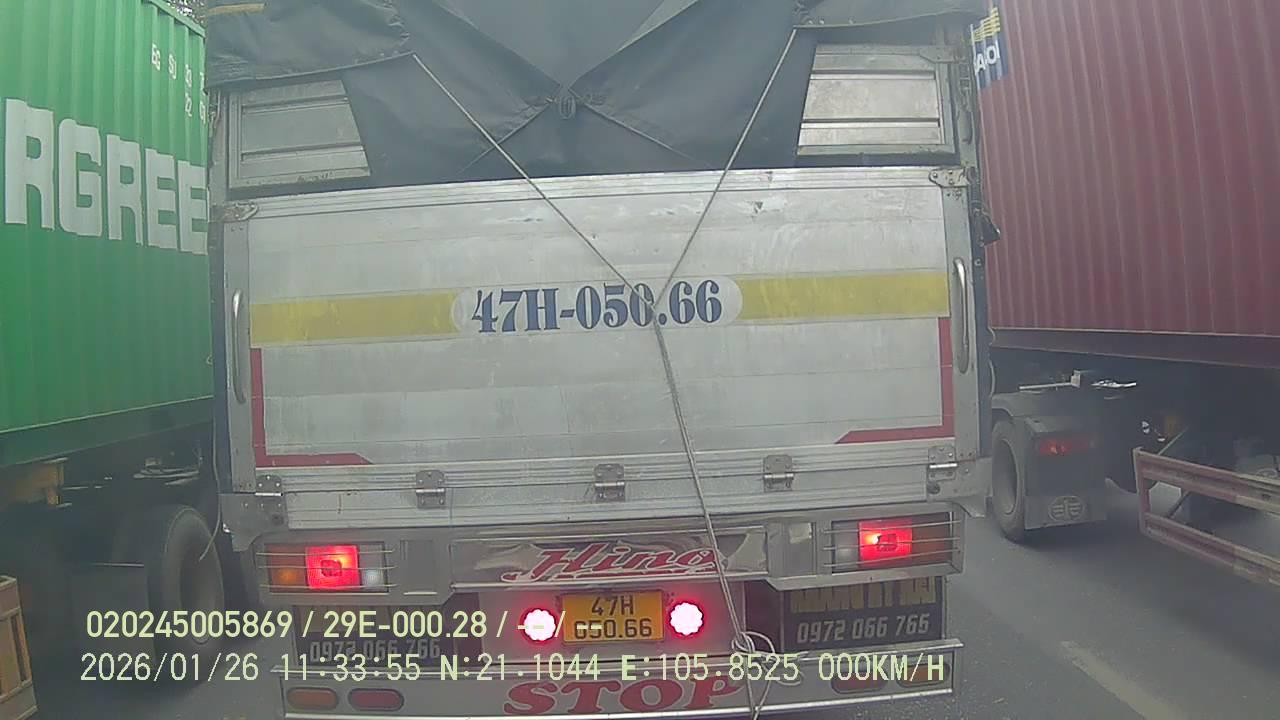 RGREE
47H-050.66
Hino
47H
050.66
0972 066 766
0972 066 766
STOP
020245005869 / 29E-000.28 / -- / --
2026/01/26 11:33:55 N:21.1044 E:105.8525 000KM/H